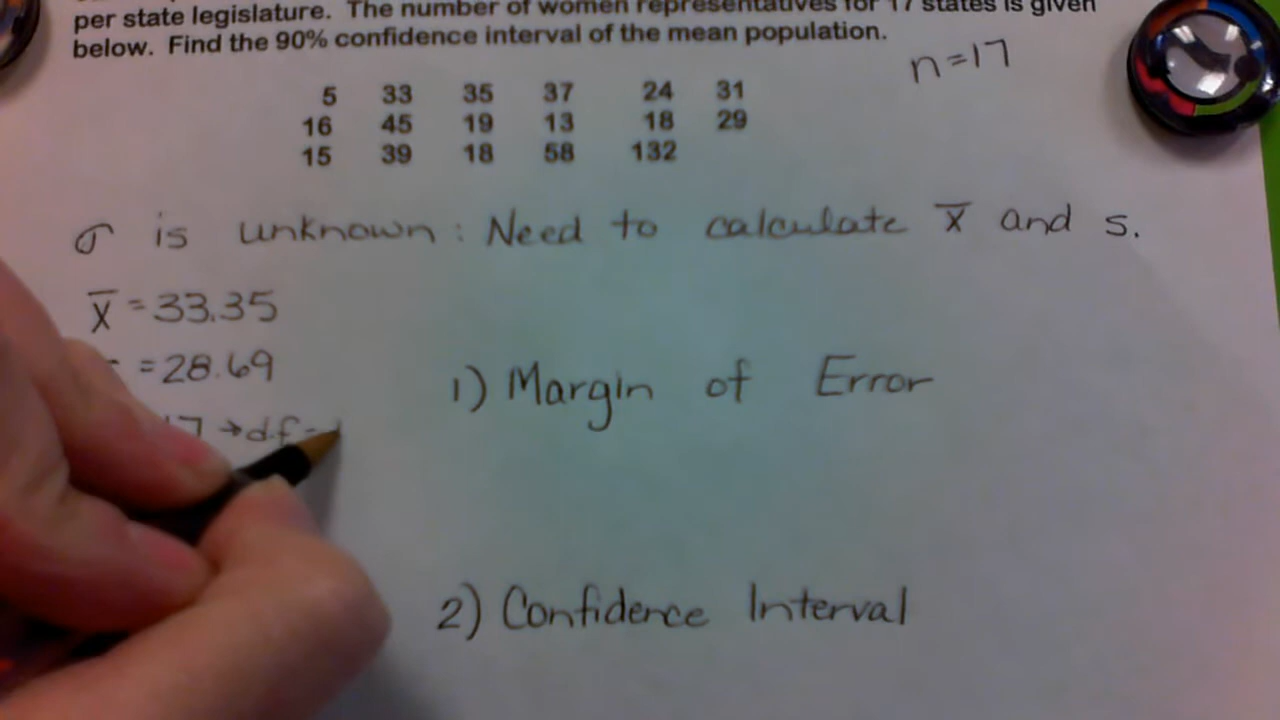 per state legislature. The number of women representatives for 17 states is given
below. Find the 90% confidence interval of the mean population.
n=17
5 33 35 37 24 31
16 45 19 13 18 29
15 39 18 58 132
σ is unknown: Need to calculate x̅ and s.
x̅ = 33.35
= 28.69
1) Margin of Error
17 → d.f =
2) Confidence Interval